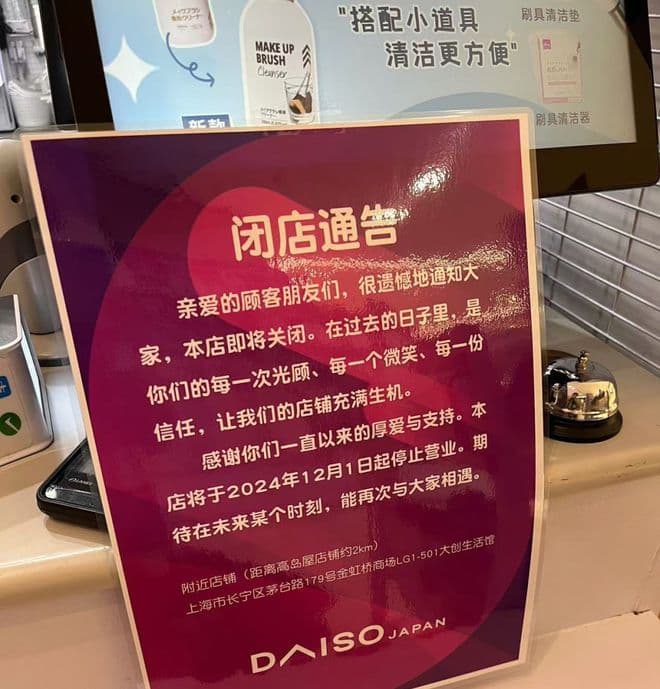 "搭配小道具
清洁更方便"
刷具清洁垫
MAKE UP
BRUSH
Cleanser
刷具清洁器
新款
闭店通告
亲爱的顾客朋友们，很遗憾地通知大
家，本店即将关闭。在过去的日子里，是
你们的每一次光顾、每一个微笑、每一份
信任，让我们的店铺充满生机。
感谢你们一直以来的厚爱与支持。本
店将于2024年12月1日起停止营业。期
待在未来某个时刻，能再次与大家相遇。
附近店铺（距离高岛屋店铺约2km）
上海市长宁区茅台路179号金虹桥商场LG1-501大创生活馆
DAISO JAPAN